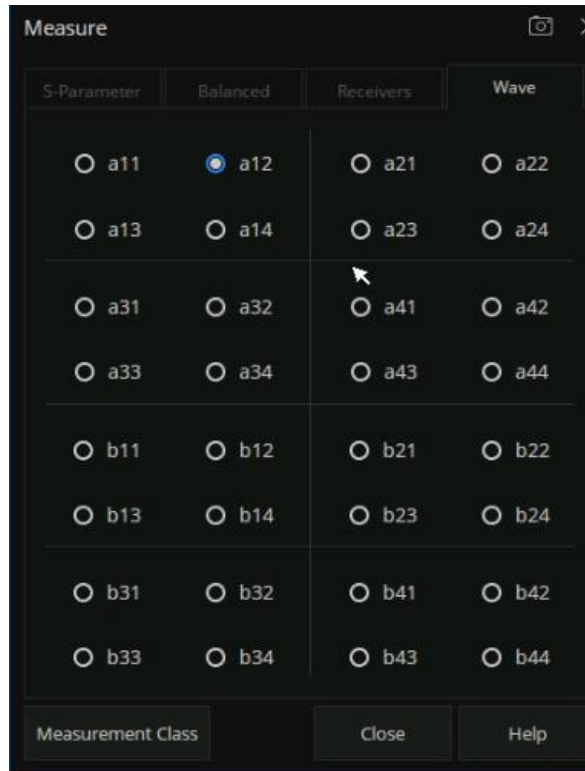 Measure
S-Parameter Balanced Receivers Wave
a11 a12 a21 a22
a13 a14 a23 a24
a31 a32 a41 a42
a33 a34 a43 a44
b11 b12 b21 b22
b13 b14 b23 b24
b31 b32 b41 b42
b33 b34 b43 b44
Measurement Class Close Help